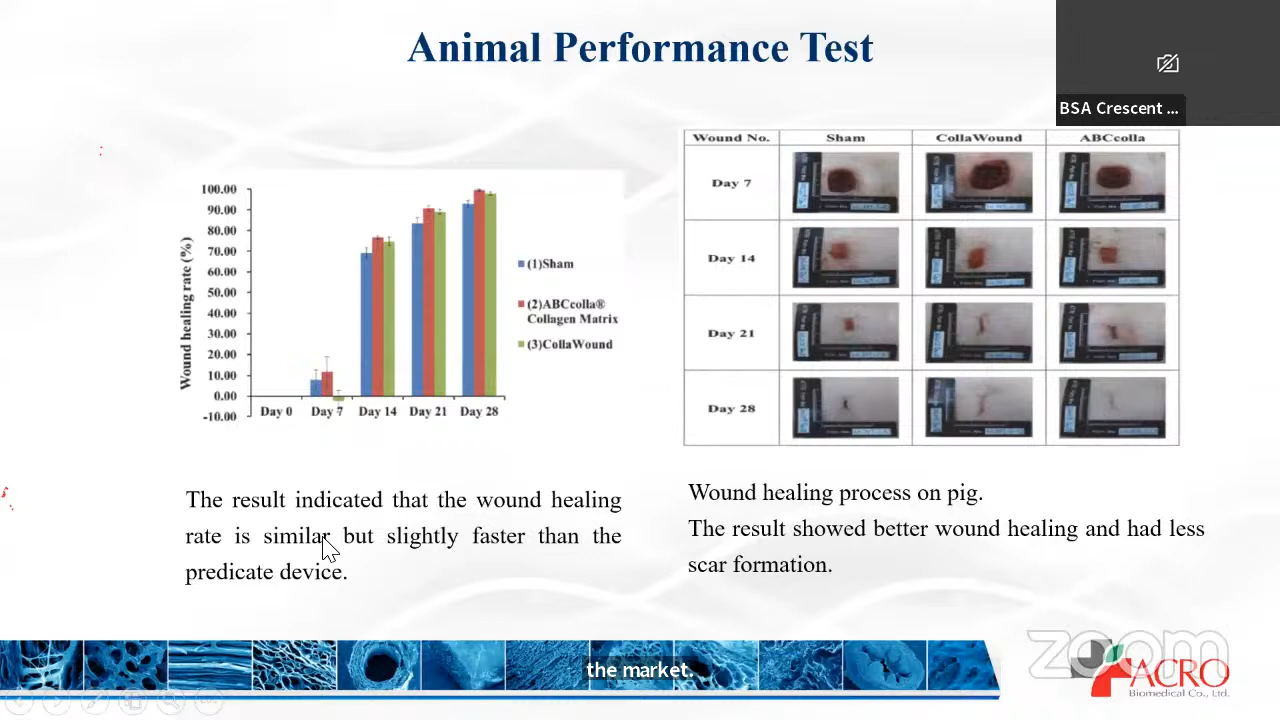 Animal Performance Test
BSA Crescent ...
Wound healing rate (%)
100.00
90.00
80.00
70.00
60.00
50.00
40.00
30.00
20.00
10.00
0.00
-10.00
Day 0 Day 7 Day 14 Day 21 Day 28
(1)Sham
(2)ABCcolla®
Collagen Matrix
(3)CollaWound
Wound No. Sham CollaWound ABCcolla
Day 7
Day 14
Day 21
Day 28
The result indicated that the wound healing
rate is similar but slightly faster than the
predicate device.
Wound healing process on pig.
The result showed better wound healing and had less
scar formation.
the market.
zoom
ACRO
Biomedical Co., Ltd.